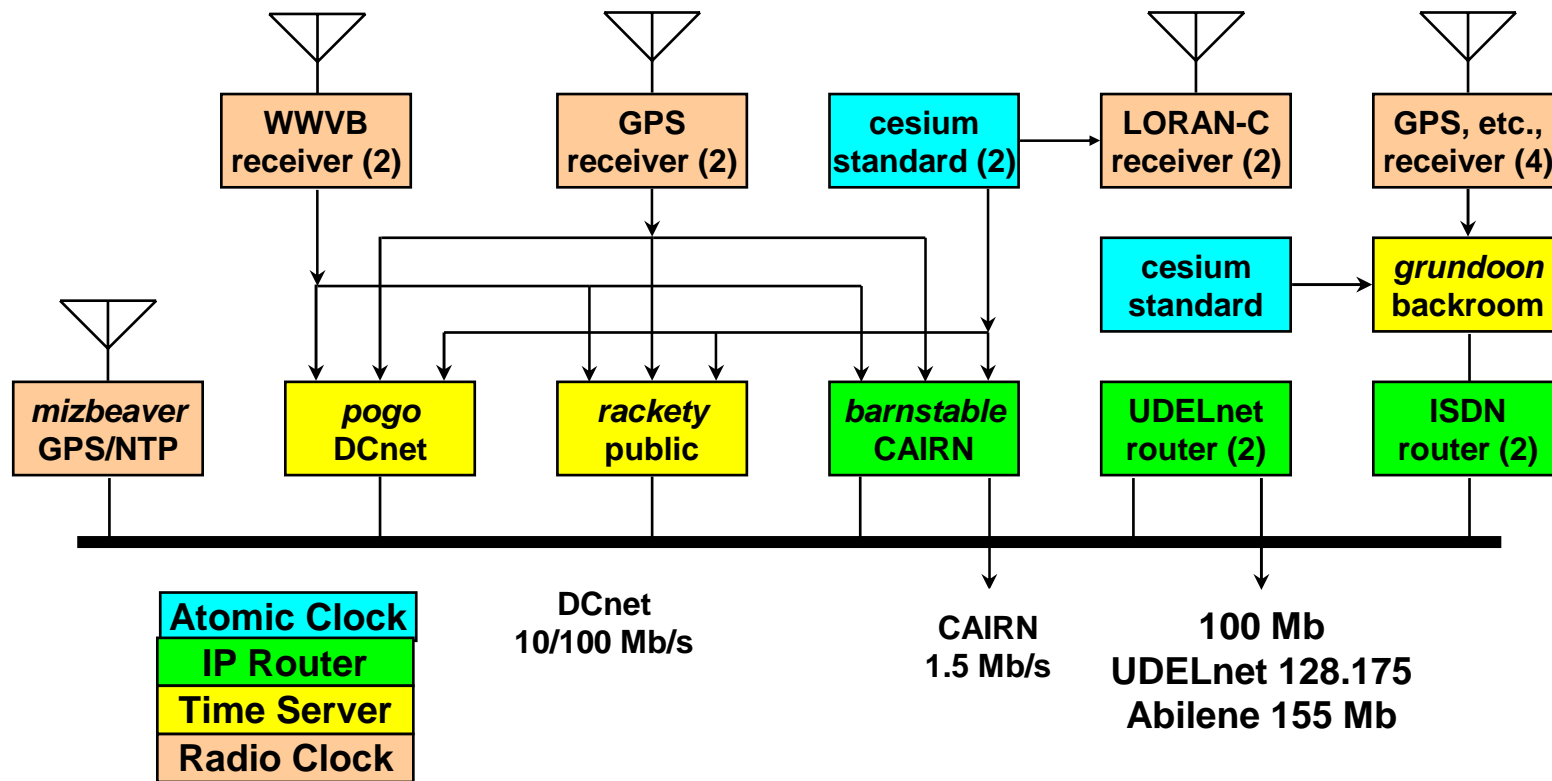 WWVB
receiver (2)
GPS
receiver (2)
cesium
standard (2)
LORAN-C
receiver (2)
GPS, etc.,
receiver (4)
cesium
standard
grundoon
backroom
mizbeaver
GPS/NTP
pogo
DCnet
rackety
public
barnstable
CAIRN
UDELnet
router (2)
ISDN
router (2)
Atomic Clock
IP Router
Time Server
Radio Clock
DCnet
10/100 Mb/s
CAIRN
1.5 Mb/s
100 Mb
UDELnet 128.175
Abilene 155 Mb